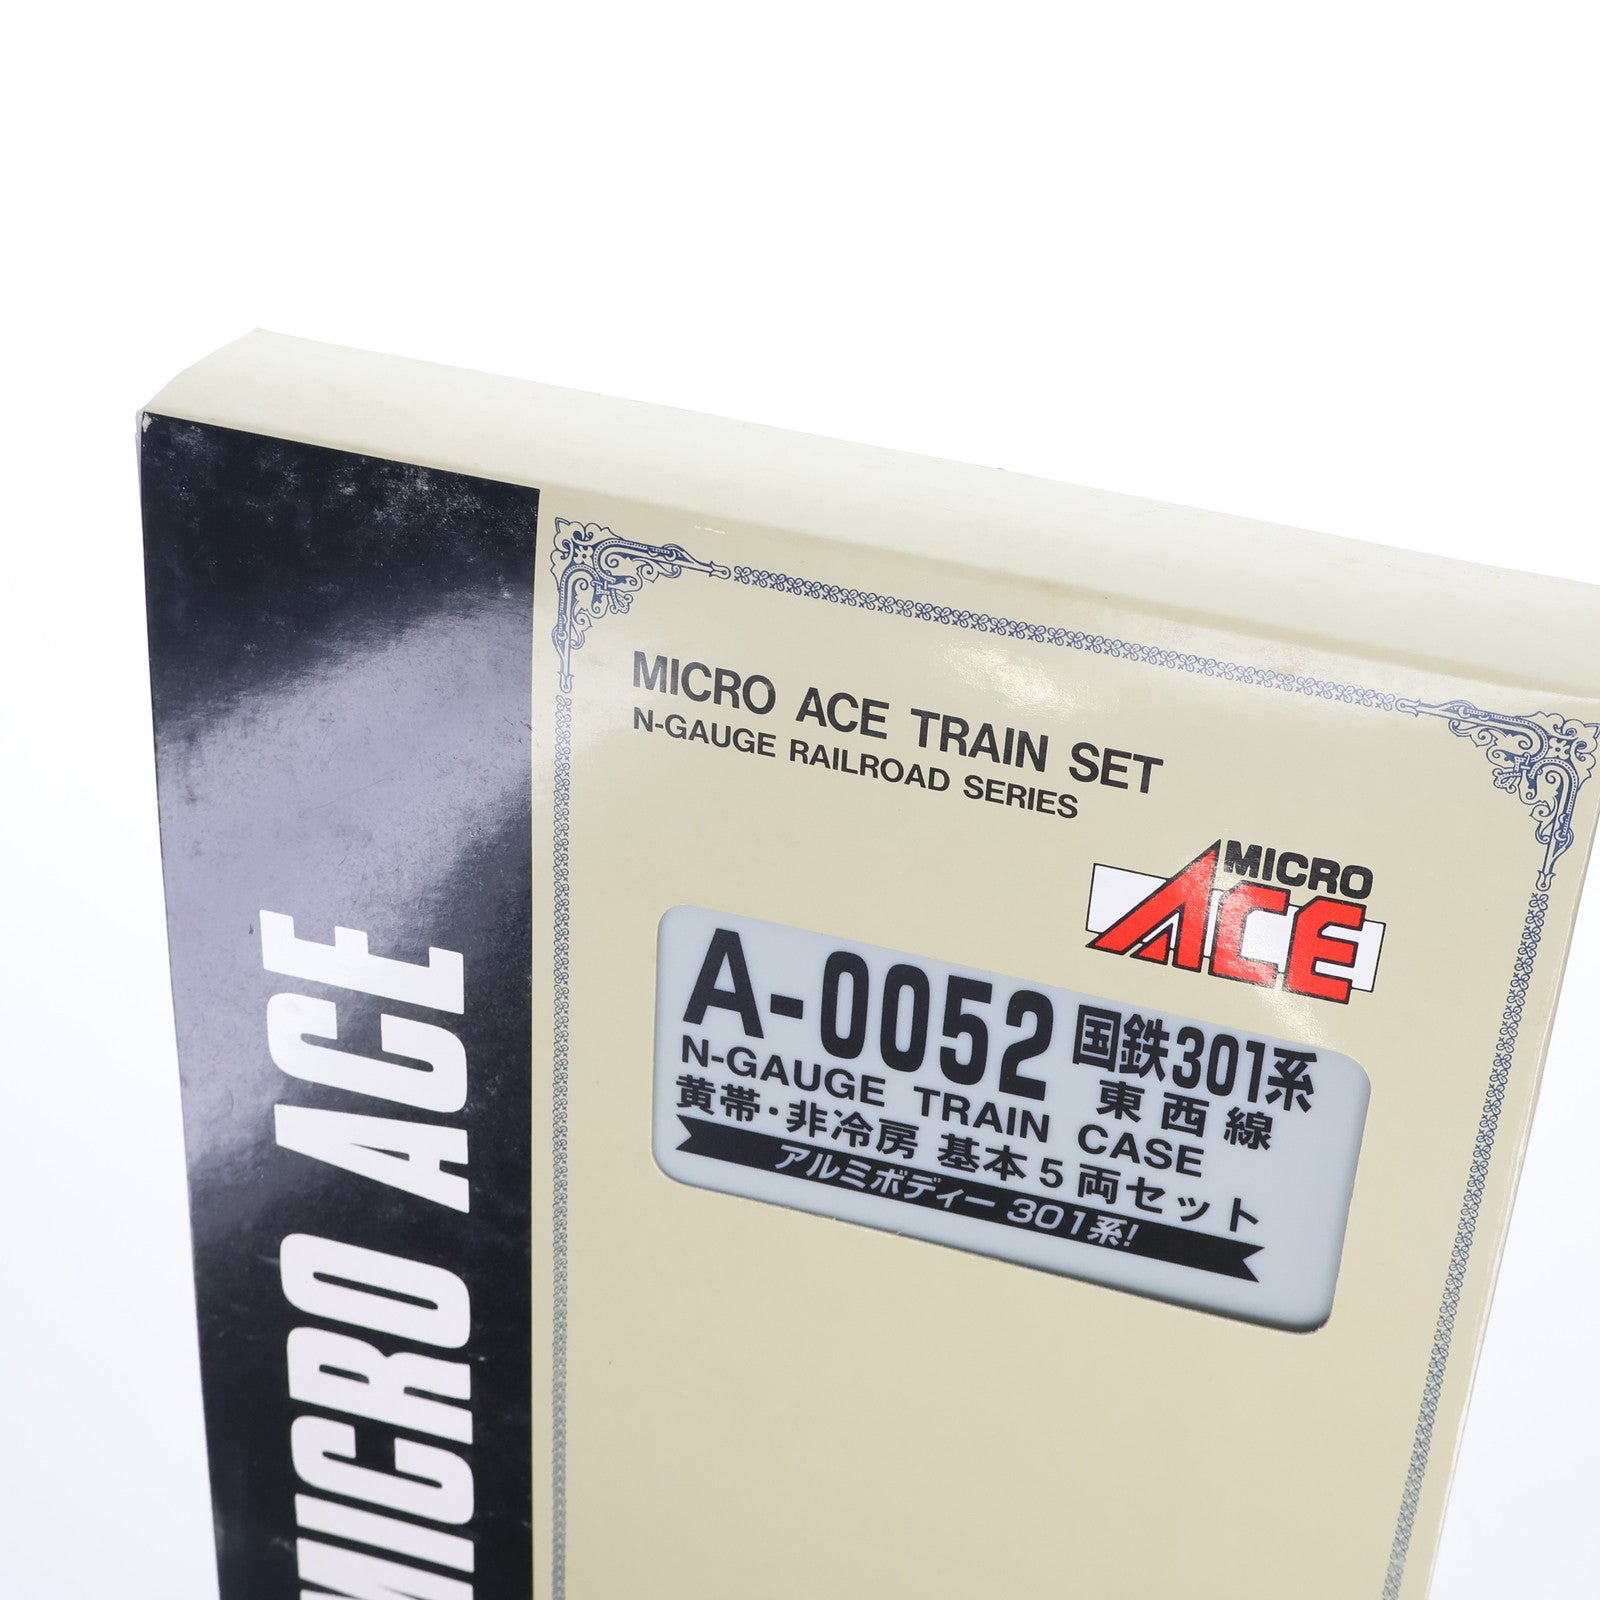 MICRO ACE
MICRO ACE TRAIN SET
N-GAUGE RAILROAD SERIES
MICRO
ACE
A-0052 国鉄301系
東西線
N-GAUGE TRAIN CASE
黄帯・非冷房 基本5両セット
アルミボディー 301系!